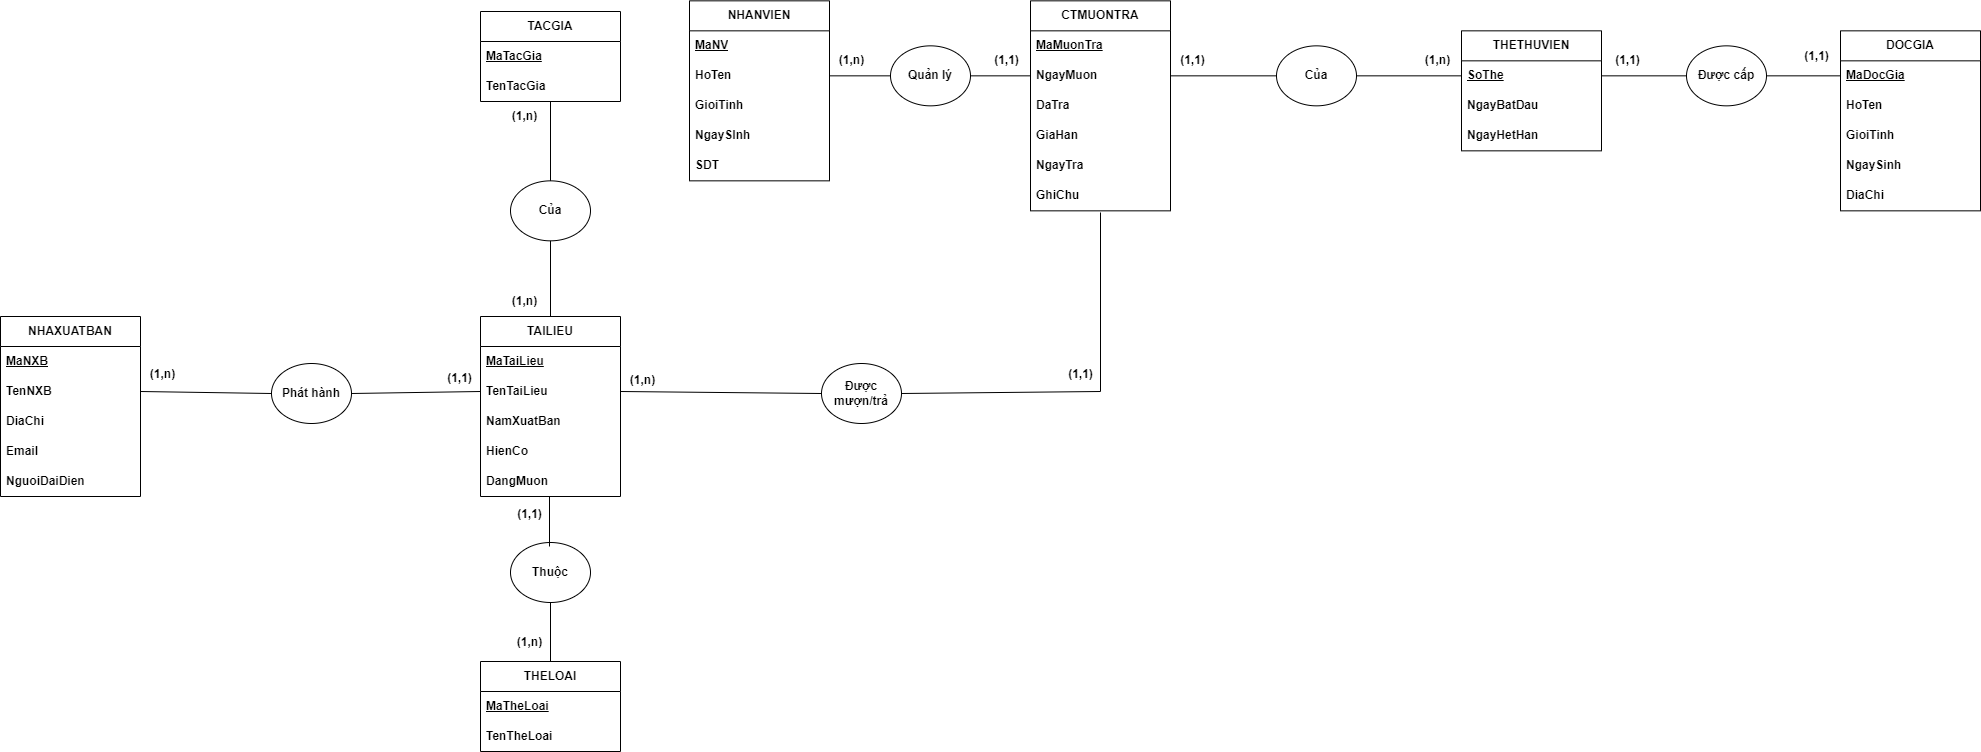 TACGIA
MaTacGia
TenTacGia
(1,n)
Của
(1,n)
NHANVIEN
MaNV
HoTen
GioiTinh
NgaySInh
SDT
(1,n)
Quản lý
(1,1)
CTMUONTRA
MaMuonTra
NgayMuon
DaTra
GiaHan
NgayTra
GhiChu
(1,1)
Của
(1,n)
THETHUVIEN
SoThe
NgayBatDau
NgayHetHan
(1,1)
Được cấp
(1,1)
DOCGIA
MaDocGia
HoTen
GioiTinh
NgaySinh
DiaChi
NHAXUATBAN
MaNXB
TenNXB
DiaChi
Email
NguoiDaiDien
(1,n)
Phát hành
(1,1)
TAILIEU
MaTaiLieu
TenTaiLieu
NamXuatBan
HienCo
DangMuon
(1,n)
Được
mượn/trả
(1,1)
(1,1)
Thuộc
(1,n)
THELOAI
MaTheLoai
TenTheLoai